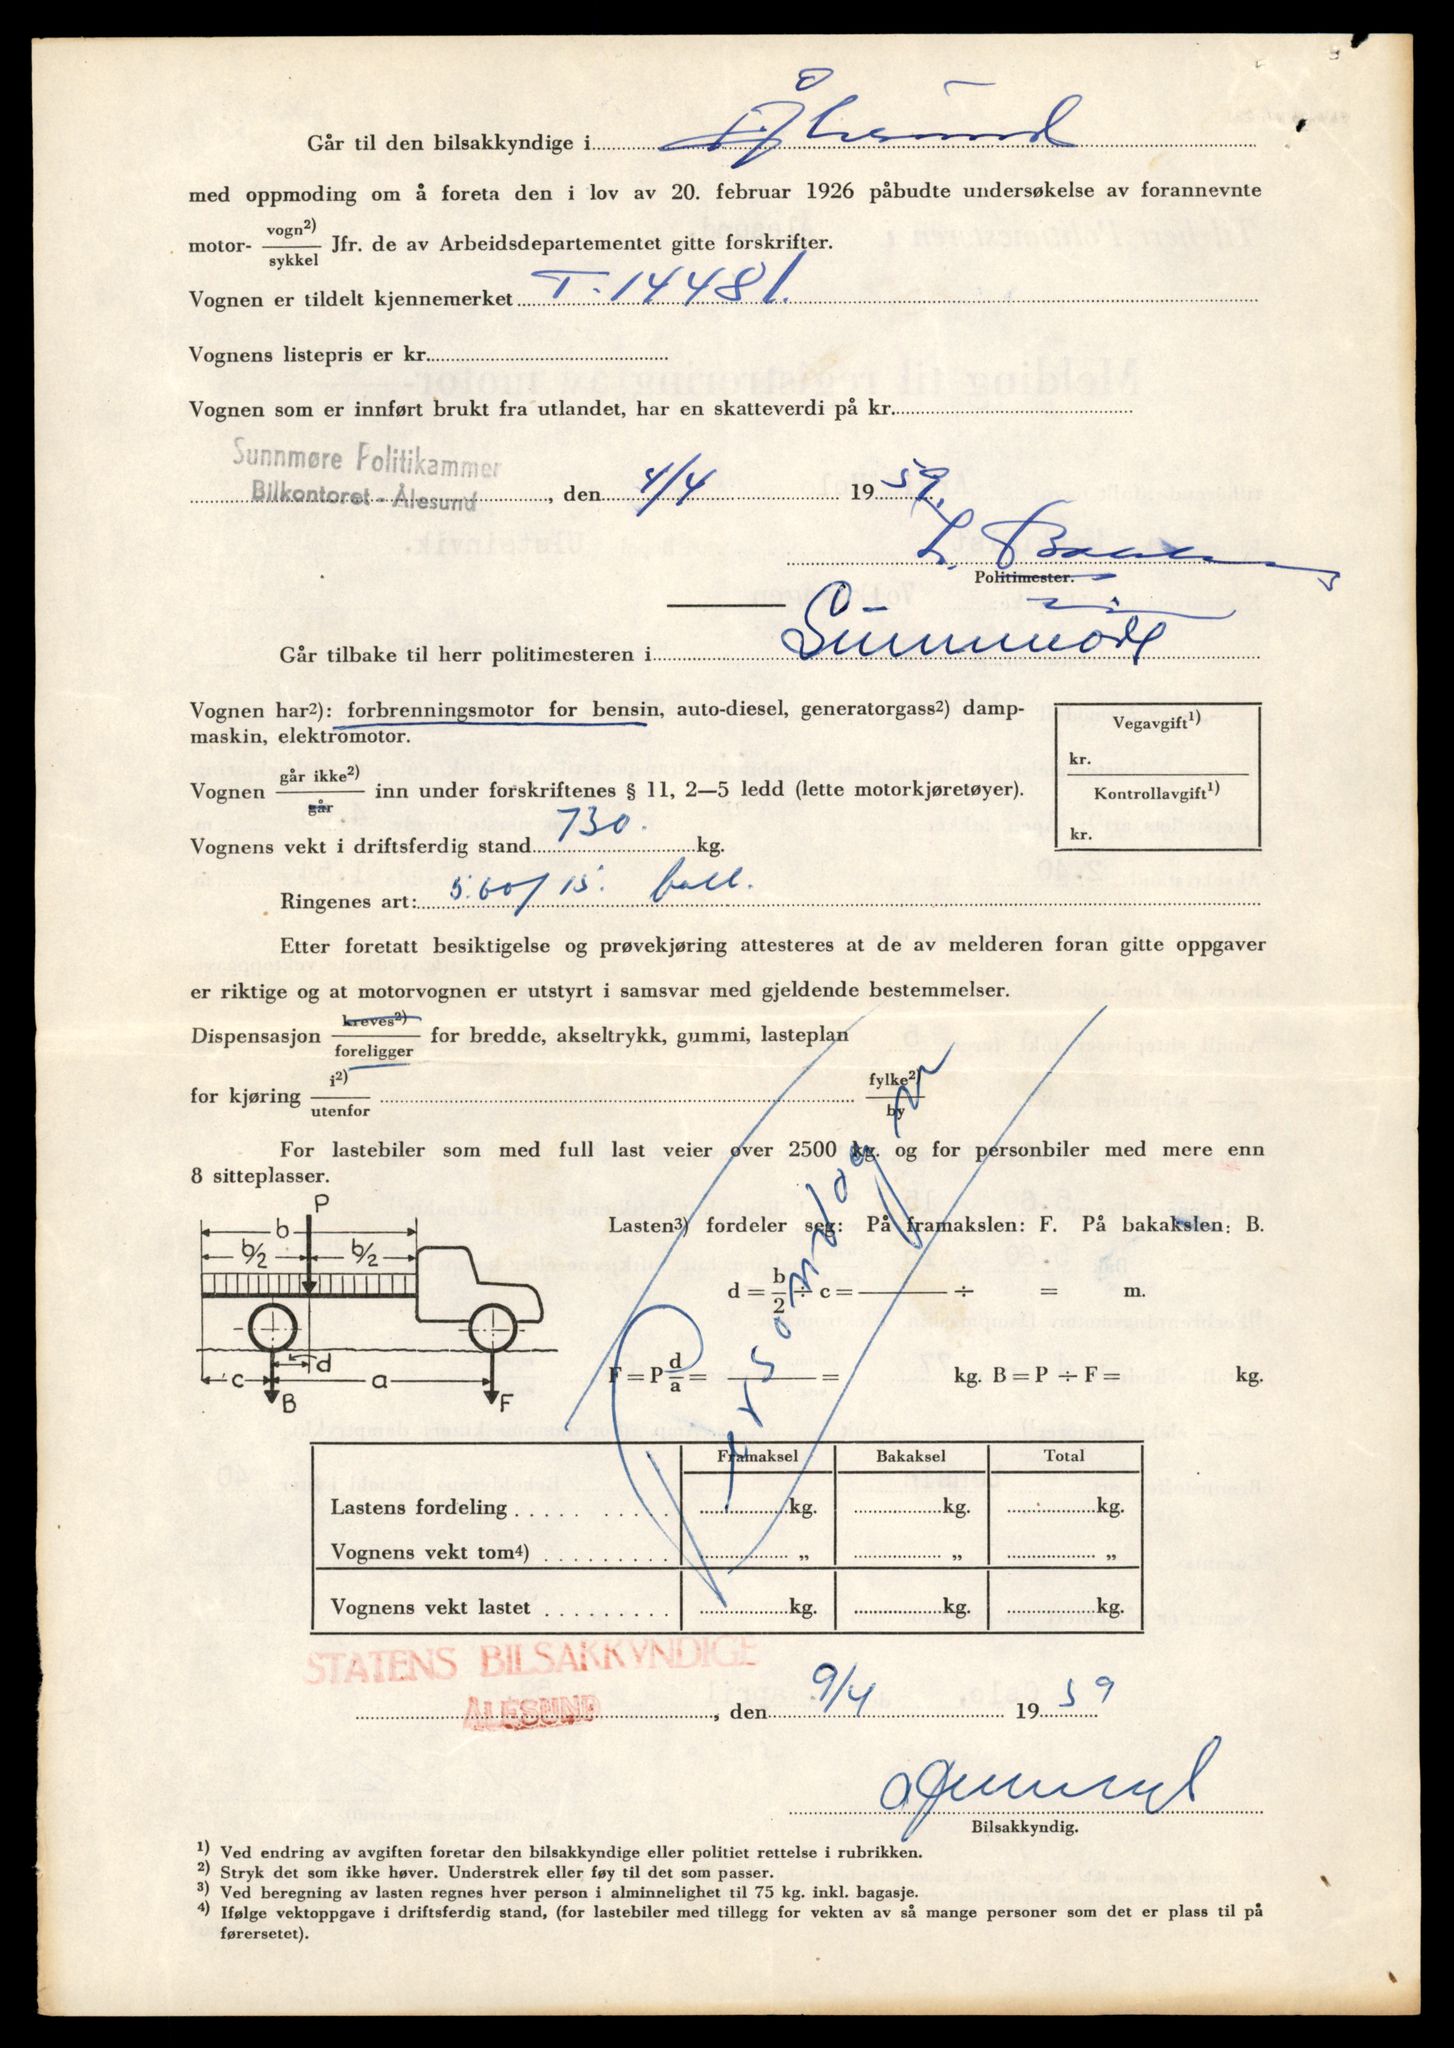 Går til den bilsakkyndige i Ålesund
med oppmoding om å foreta den i lov av 20. februar 1926 påbudte undersøkelse av forannevnte
motor- vogn2)/sykkel Jfr. de av Arbeidsdepartementet gitte forskrifter.
Vognen er tildelt kjennemerket T-14481.
Vognens listepris er kr.
Vognen som er innført brukt fra utlandet, har en skatteverdi på kr.
Sunnmøre Politikammer
Bilkontoret - Ålesund, den 4/4 1959.
Politimester.
Går tilbake til herr politimesteren i Sunnmøre
Vognen har2): forbrenningsmotor for bensin, auto-diesel, generatorgass2) damp-
maskin, elektromotor.
Vegavgift1)
kr.
Kontrollavgift1)
kr.
Vognen går ikke2)/går inn under forskriftenes § 11, 2—5 ledd (lette motorkjøretøyer).
Vognens vekt i driftsferdig stand 730. kg.
Ringenes art: 5.60/15. ball.
Etter foretatt besiktigelse og prøvekjøring attesteres at de av melderen foran gitte oppgaver
er riktige og at motorvognen er utstyrt i samsvar med gjeldende bestemmelser.
Dispensasjon kreves2)/foreligger for bredde, akseltrykk, gummi, lasteplan
for kjøring i2)/utenfor fylke2)/by
For lastebiler som med full last veier over 2500 kg. og for personbiler med mere enn
8 sitteplasser.
P
b
b/2 b/2
d
c a
B F
Lasten3) fordeler seg: På framakslen: F. På bakakslen: B.
d = b/2 ÷ c = ÷ = m.
F = P d/a = = kg. B = P ÷ F = kg.
Personvogn
Framaksel Bakaksel Total
Lastens fordeling kg. kg. kg.
Vognens vekt tom4) „ „ „
Vognens vekt lastet kg. kg. kg.
STATENS BILSAKKYNDIGE
ÅLESUND, den 9/4 1959
Bilsakkyndig.
1) Ved endring av avgiften foretar den bilsakkyndige eller politiet rettelse i rubrikken.
2) Stryk det som ikke høver. Understrek eller føy til det som passer.
3) Ved beregning av lasten regnes hver person i alminnelighet til 75 kg. inkl. bagasje.
4) Ifølge vektoppgave i driftsferdig stand, (for lastebiler med tillegg for vekten av så mange personer som det er plass til på
førersetet).